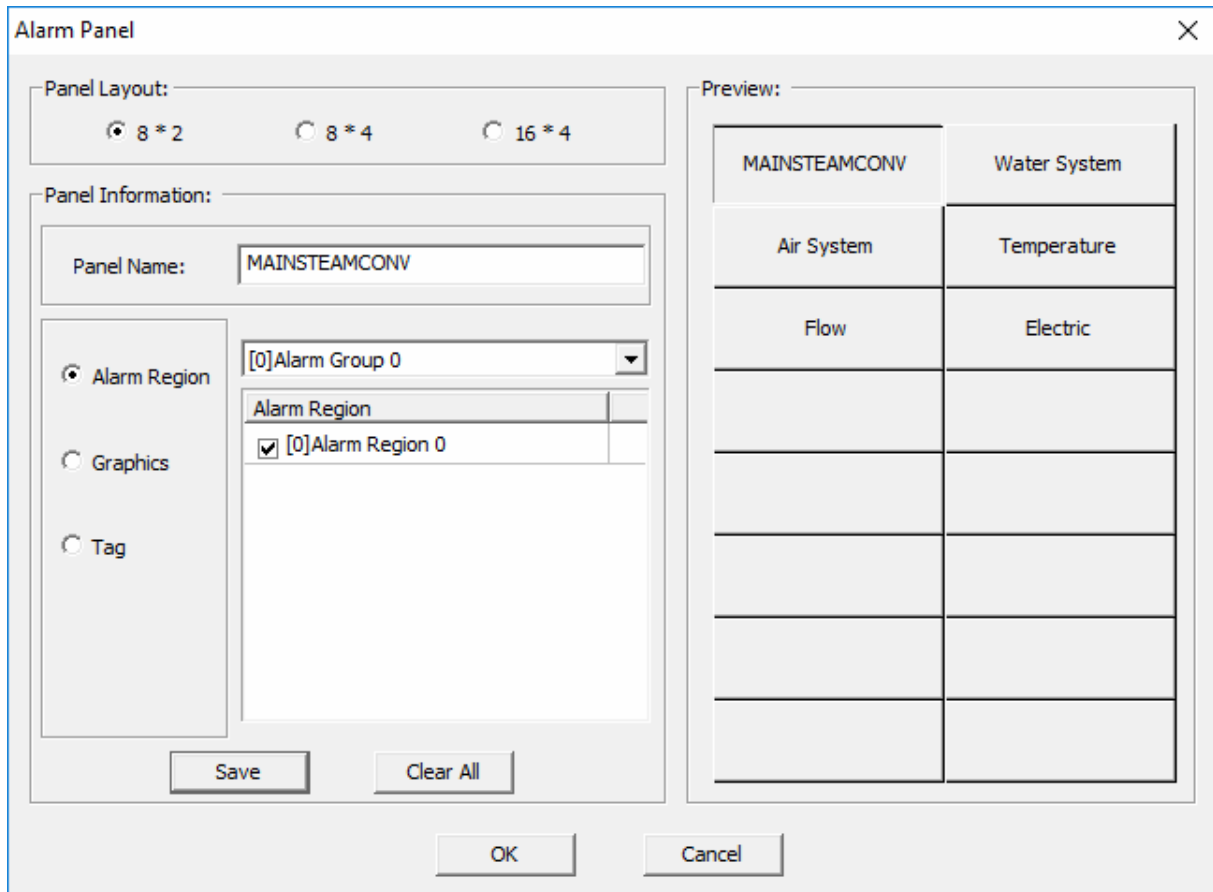 Alarm Panel
Panel Layout:
8 * 2
8 * 4
16 * 4
Panel Information:
Panel Name:
MAINSTEAMCONV
Alarm Region
Graphics
Tag
[0]Alarm Group 0
Alarm Region
[0]Alarm Region 0
Save
Clear All
Preview:
MAINSTEAMCONV
Water System
Air System
Temperature
Flow
Electric
OK
Cancel